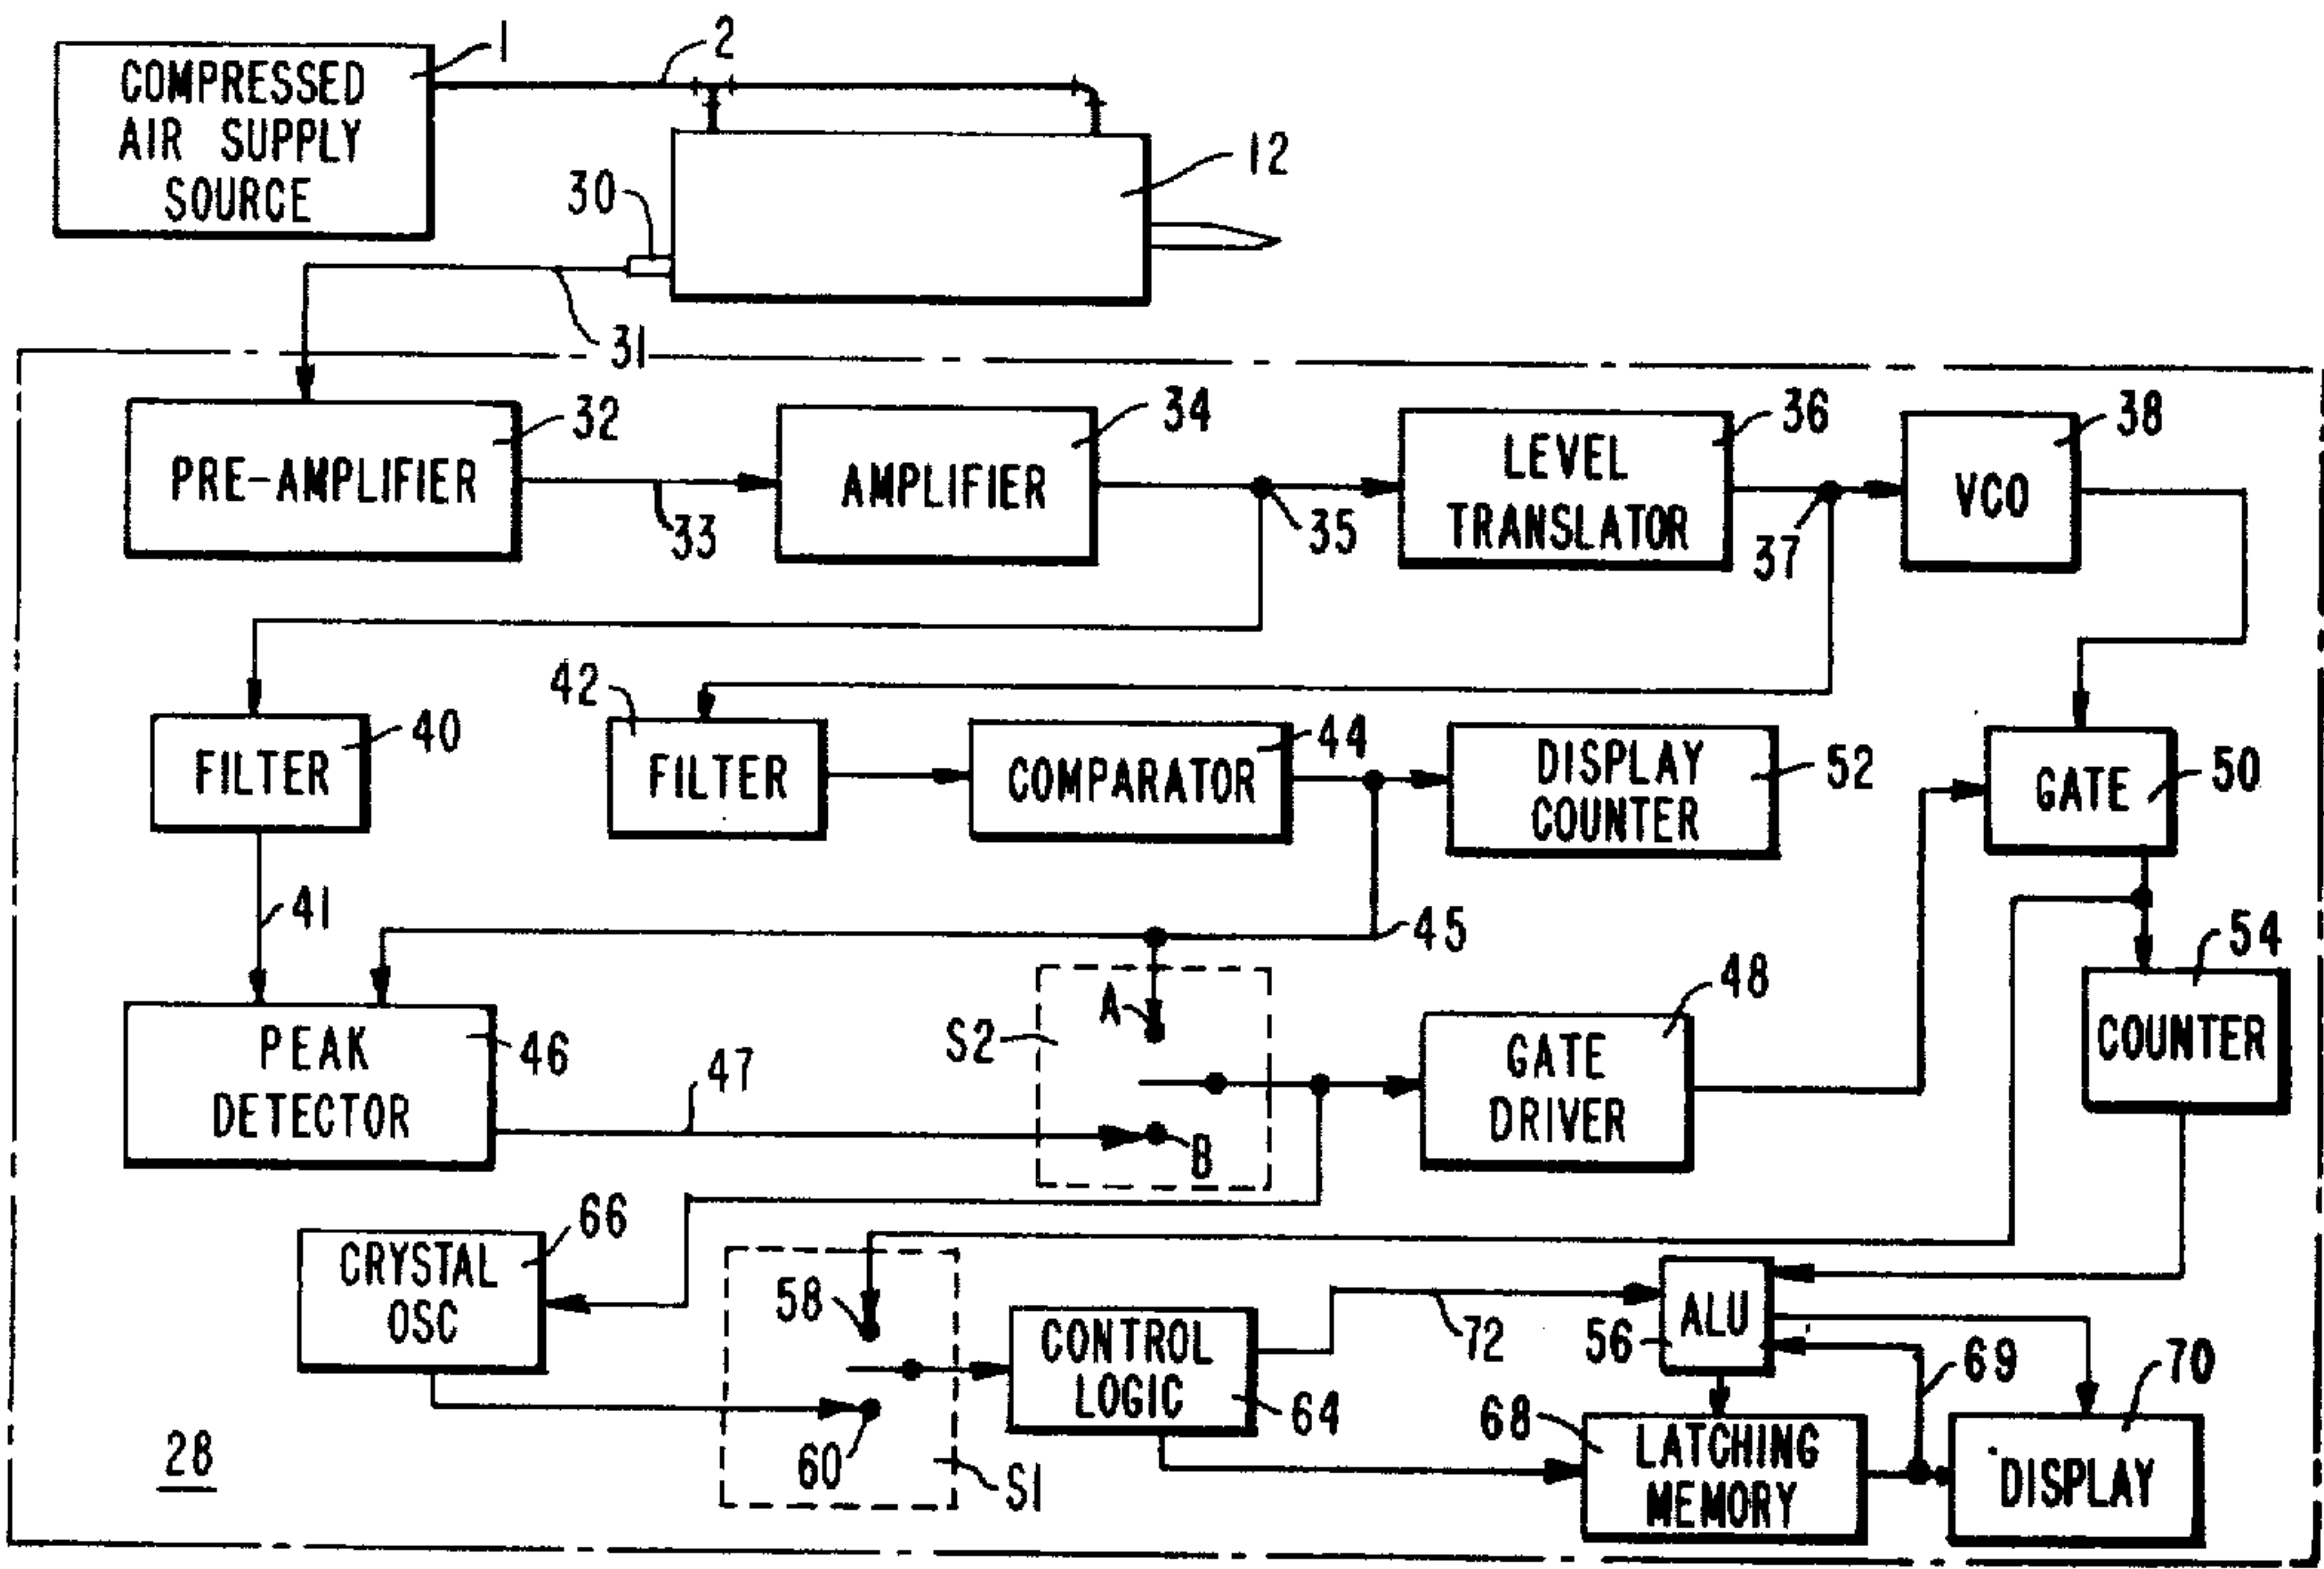 1
2
COMPRESSED
AIR SUPPLY
SOURCE
12
30
31
32
PRE-AMPLIFIER
33
34
AMPLIFIER
35
36
LEVEL
TRANSLATOR
37
38
VCO
40
FILTER
42
FILTER
44
COMPARATOR
DISPLAY
COUNTER
52
GATE
50
41
45
54
COUNTER
PEAK
DETECTOR
46
47
S2
A
B
48
GATE
DRIVER
66
CRYSTAL
OSC
58
60
S1
CONTROL
LOGIC
64
72
ALU
56
69
70
68
LATCHING
MEMORY
DISPLAY
28